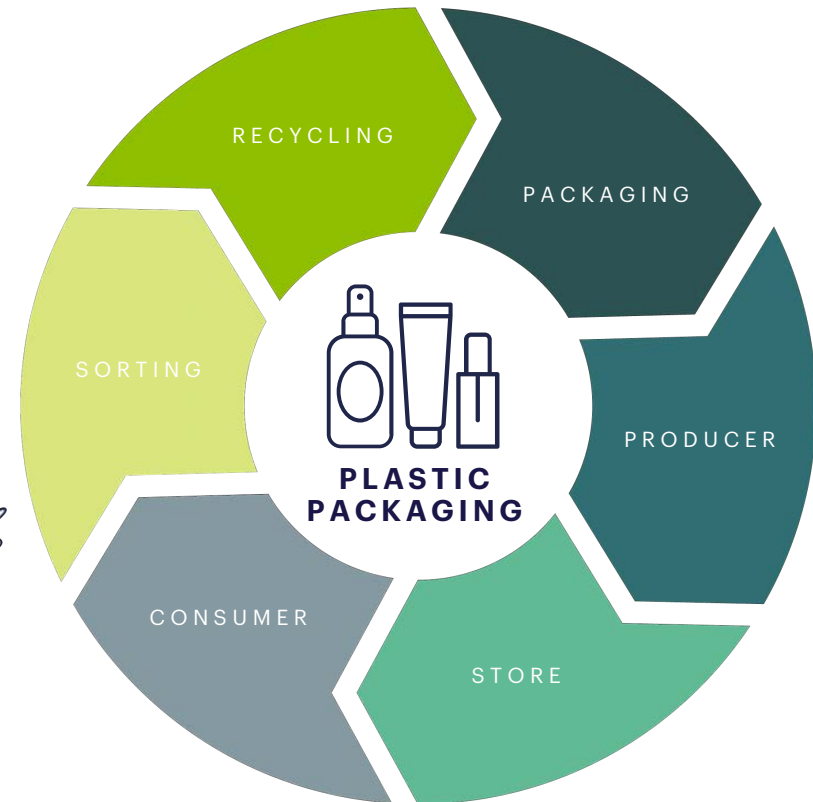 RECYCLING
PACKAGING
SORTING
PRODUCER
PLASTIC
PACKAGING
CONSUMER
STORE